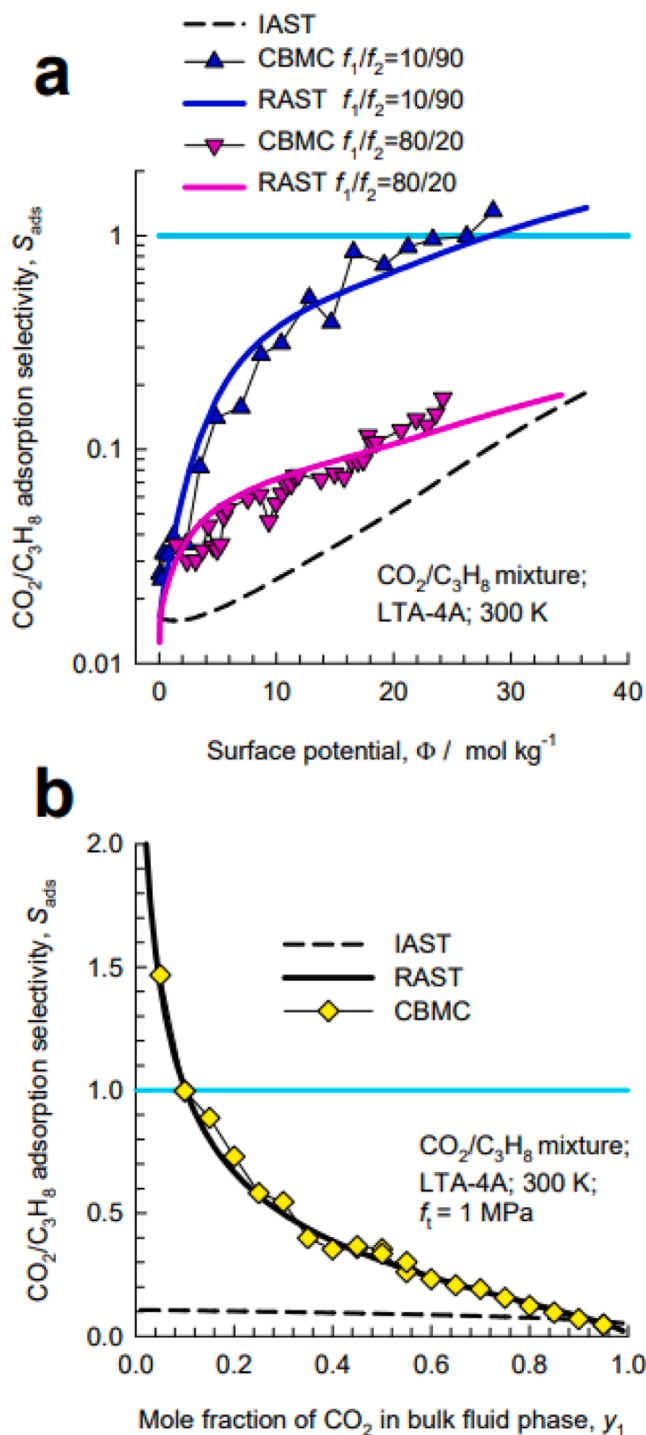 a
IAST
CBMC f₁/f₂=10/90
RAST f₁/f₂=10/90
CBMC f₁/f₂=80/20
RAST f₁/f₂=80/20
CO₂/C₃H₈ adsorption selectivity, S_ads
1
0.1
0.01
CO₂/C₃H₈ mixture;
LTA-4A; 300 K
0 10 20 30 40
Surface potential, Φ / mol kg⁻¹
b
CO₂/C₃H₈ adsorption selectivity, S_ads
2.0
1.5
1.0
0.5
0.0
IAST
RAST
CBMC
CO₂/C₃H₈ mixture;
LTA-4A; 300 K;
fₜ = 1 MPa
0.0 0.2 0.4 0.6 0.8 1.0
Mole fraction of CO₂ in bulk fluid phase, y₁